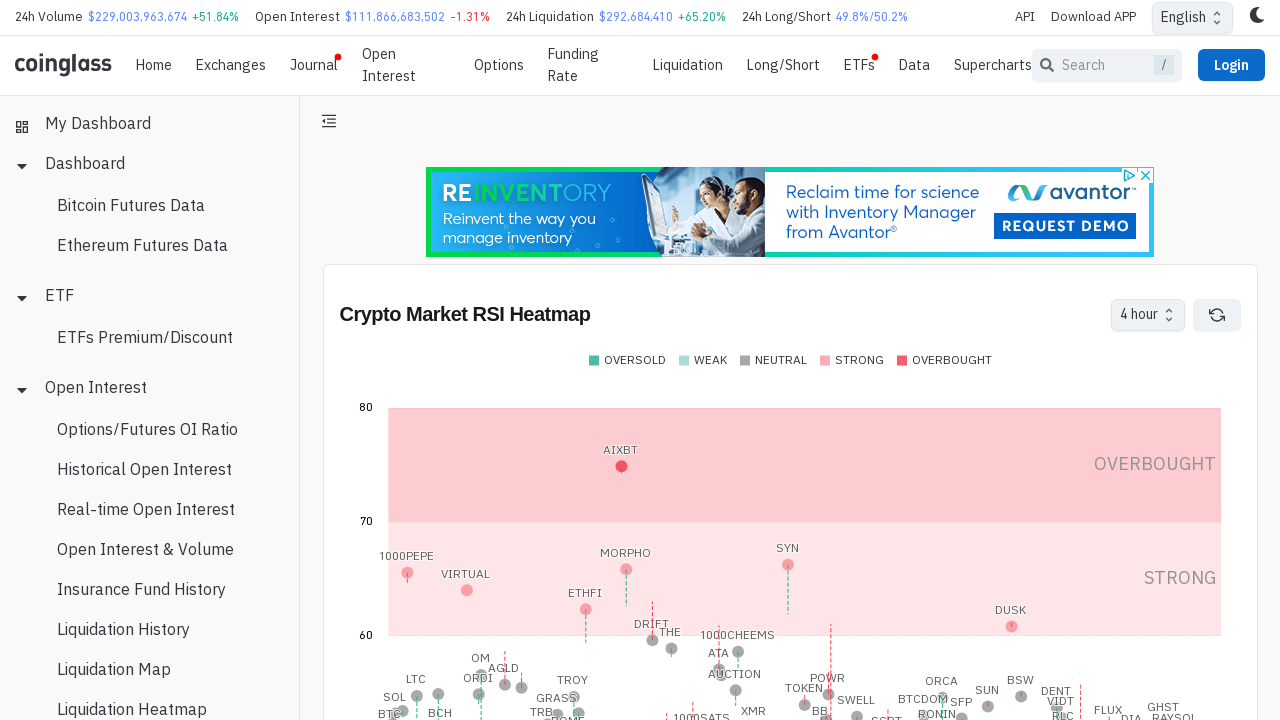 24h Volume $229,003,963,674 +51.84% Open Interest $111,866,683,502 -1.31% 24h Liquidation $292,684,410 +65.20% 24h Long/Short 49.8%/50.2% API Download APP English
coinglass Home Exchanges Journal Open Interest Options Funding Rate Liquidation Long/Short ETFs Data Supercharts Search / Login
My Dashboard
Dashboard
Bitcoin Futures Data
Ethereum Futures Data
ETF
ETFs Premium/Discount
Open Interest
Options/Futures OI Ratio
Historical Open Interest
Real-time Open Interest
Open Interest & Volume
Insurance Fund History
Liquidation History
Liquidation Map
Liquidation Heatmap
REINVENTORY
Reinvent the way you
manage inventory
Reclaim time for science
with Inventory Manager
from Avantor®
avantor™
REQUEST DEMO
Crypto Market RSI Heatmap
4 hour
OVERSOLD WEAK NEUTRAL STRONG OVERBOUGHT
80
AIXBT
OVERBOUGHT
70
SYN
MORPHO
1000PEPE
VIRTUAL
STRONG
ETHFI
DUSK
DRIFT
THE
60
1000CHEEMS
ATA
OM
AGLD
AUCTION
LTC
ORDI
TROY
POWR
ORCA
BSW
TOKEN
SUN
DENT
SOL
GRASS
SWELL
BTCDOM
SFP
VIDT
GHST
BCH
TRB
XMR
BB
RONIN
FLUX
1000SATS